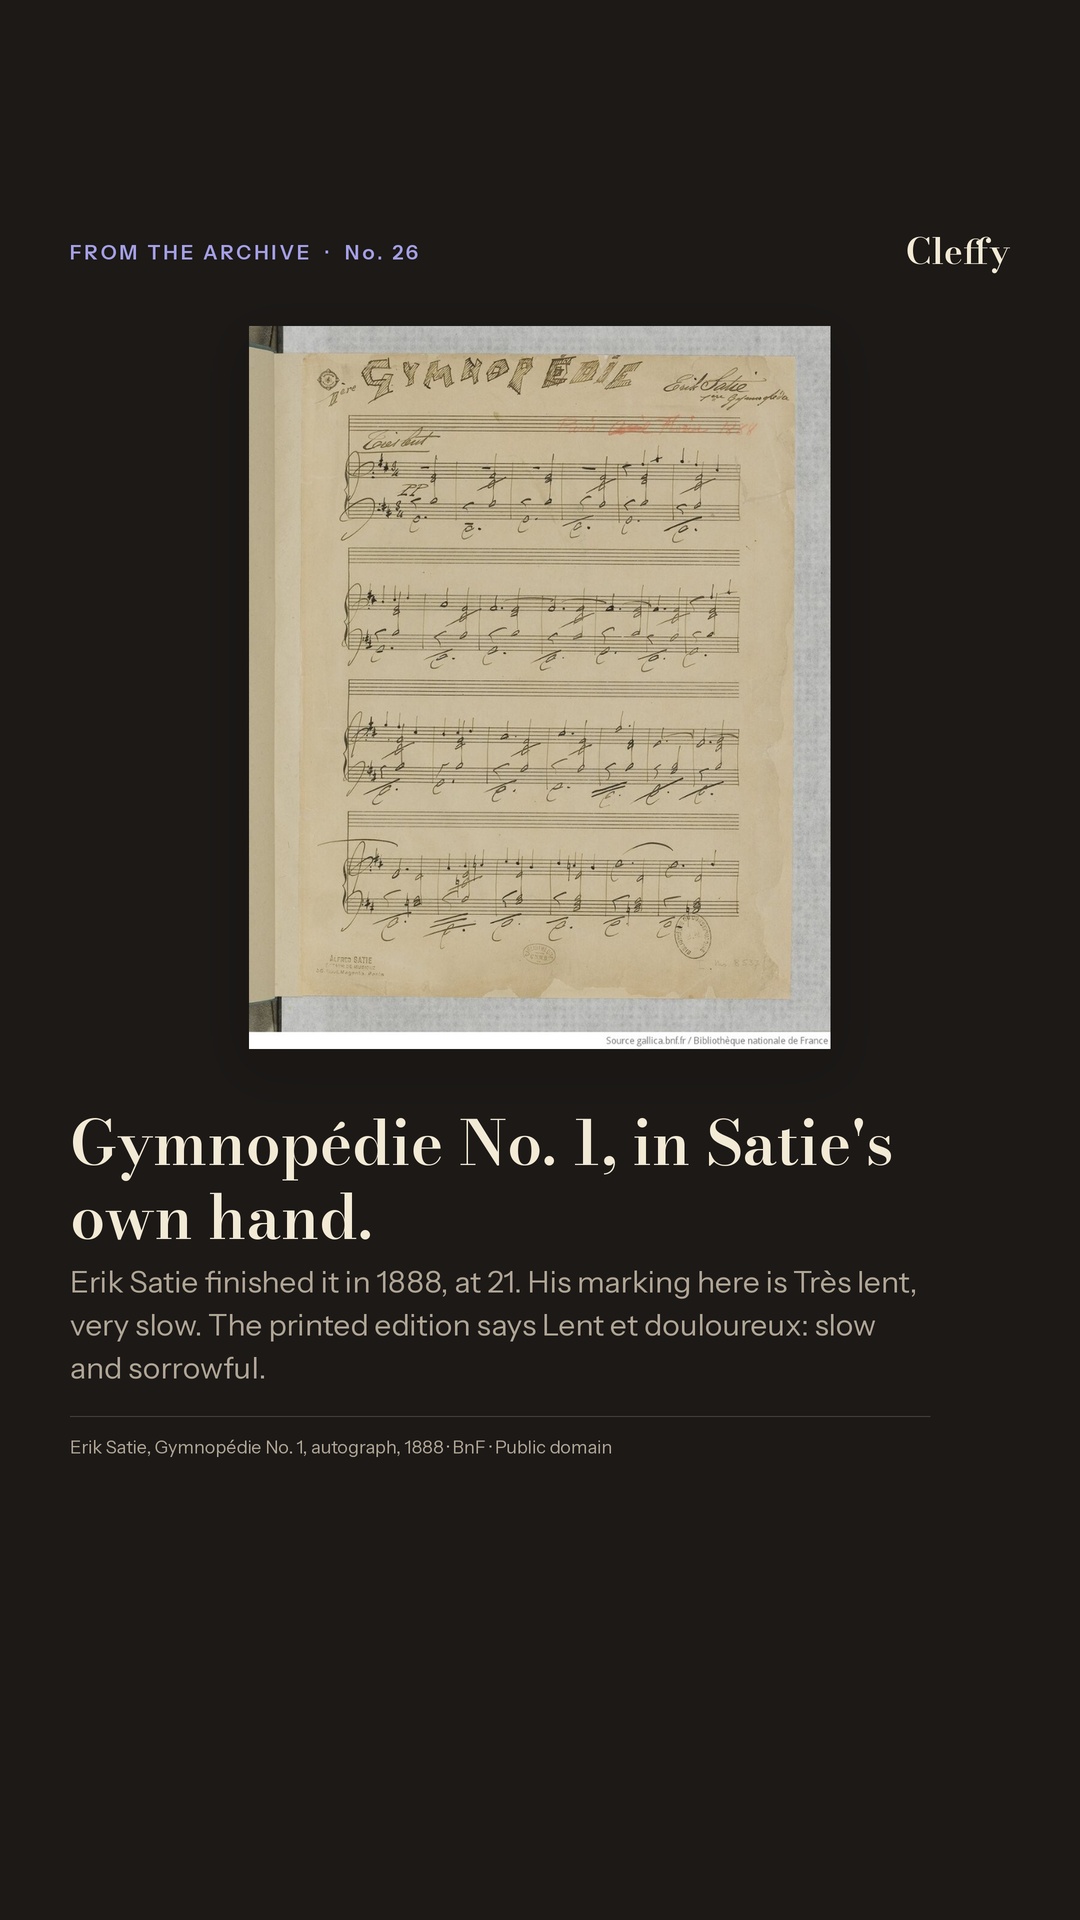 FROM THE ARCHIVE · No. 26
Cleffy
1ère GYMNOPÉDIE
Erik Satie
Très lent
PP
ALFRED SATIE
Source gallica.bnf.fr / Bibliothèque nationale de France
Gymnopédie No. 1, in Satie's
own hand.
Erik Satie finished it in 1888, at 21. His marking here is Très lent,
very slow. The printed edition says Lent et douloureux: slow
and sorrowful.
Erik Satie, Gymnopédie No. 1, autograph, 1888 · BnF · Public domain